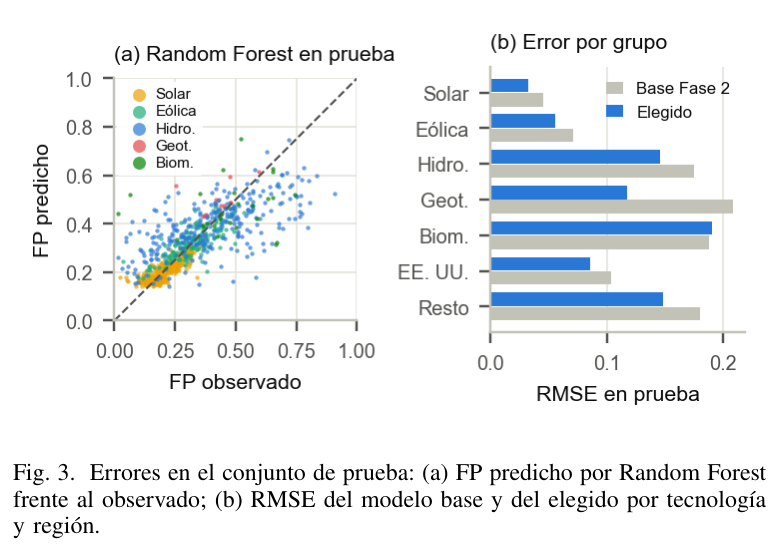 (a) Random Forest en prueba
1.0
0.8
0.6
0.4
0.2
0.0
FP predicho
Solar
Eólica
Hidro.
Geot.
Biom.
0.00 0.25 0.50 0.75 1.00
FP observado
(b) Error por grupo
Solar
Eólica
Hidro.
Geot.
Biom.
EE. UU.
Resto
Base Fase 2
Elegido
0.0 0.1 0.2
RMSE en prueba
Fig. 3. Errores en el conjunto de prueba: (a) FP predicho por Random Forest
frente al observado; (b) RMSE del modelo base y del elegido por tecnología
y región.